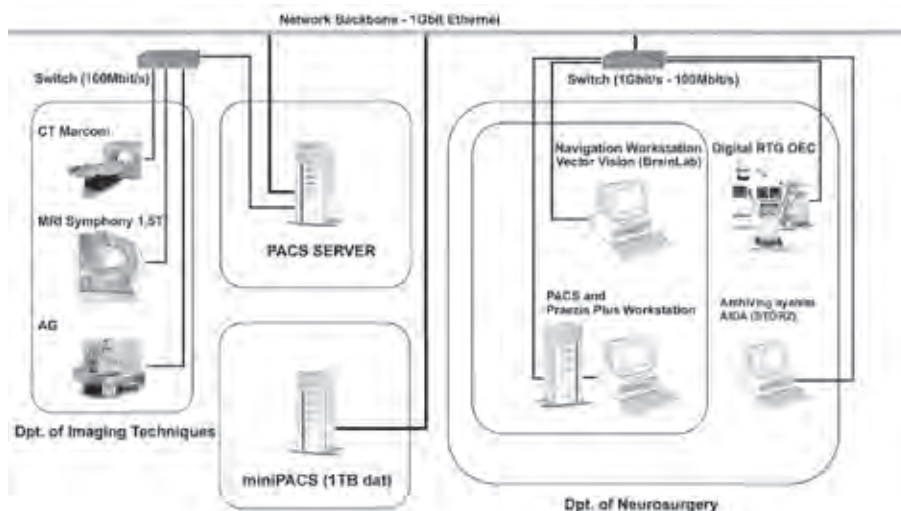 Network Backbone - 1Gbit Ethernet
Switch (100Mbit/s)
Switch (1Gbit/s - 100Mbit/s)
CT Marconi
MRI Symphony 1,5T
AG
Dpt. of Imaging Techniques
PACS SERVER
miniPACS (1TB dat)
Navigation Workstation
Vector Vision (BrainLab)
Digital RTG OEC
PACS and
Praezis Plus Workstation
Archiving system
AIDA (STORZ)
Dpt. of Neurosurgery